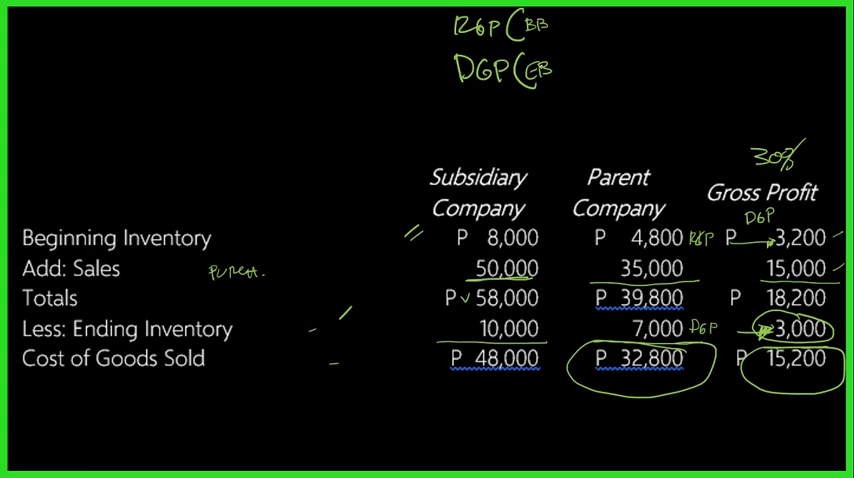 RGP (BB
DGP (EB
30%
Subsidiary Company Parent Company Gross Profit
DGP
Beginning Inventory P 8,000 P 4,800 RGP P 3,200
Add: Sales 50,000 35,000 15,000
Totals P 58,000 P 39,800 P 18,200
Less: Ending Inventory 10,000 7,000 DGP 3,000
Cost of Goods Sold P 48,000 P 32,800 P 15,200